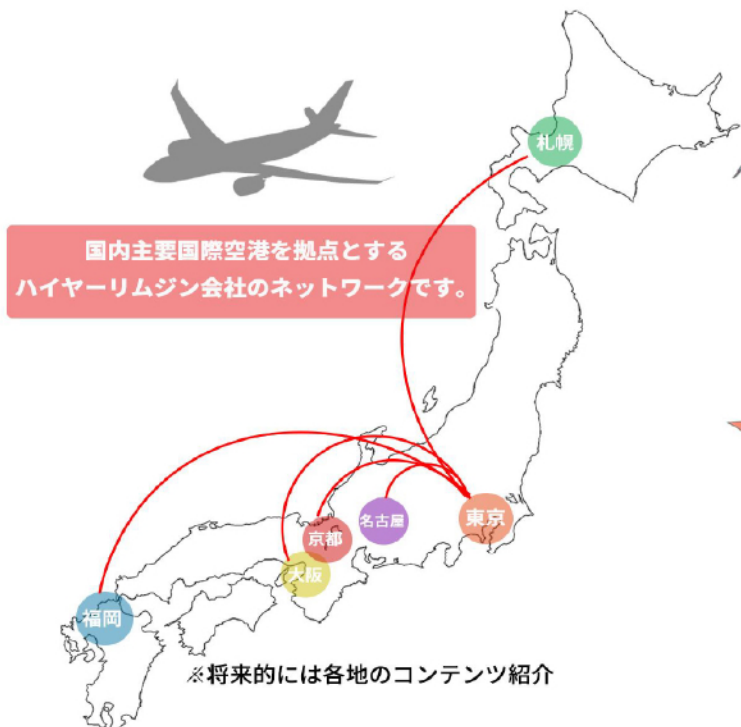 札幌
国内主要国際空港を拠点とする
ハイヤーリムジン会社のネットワークです。
東京
名古屋
京都
大阪
福岡
※将来的には各地のコンテンツ紹介